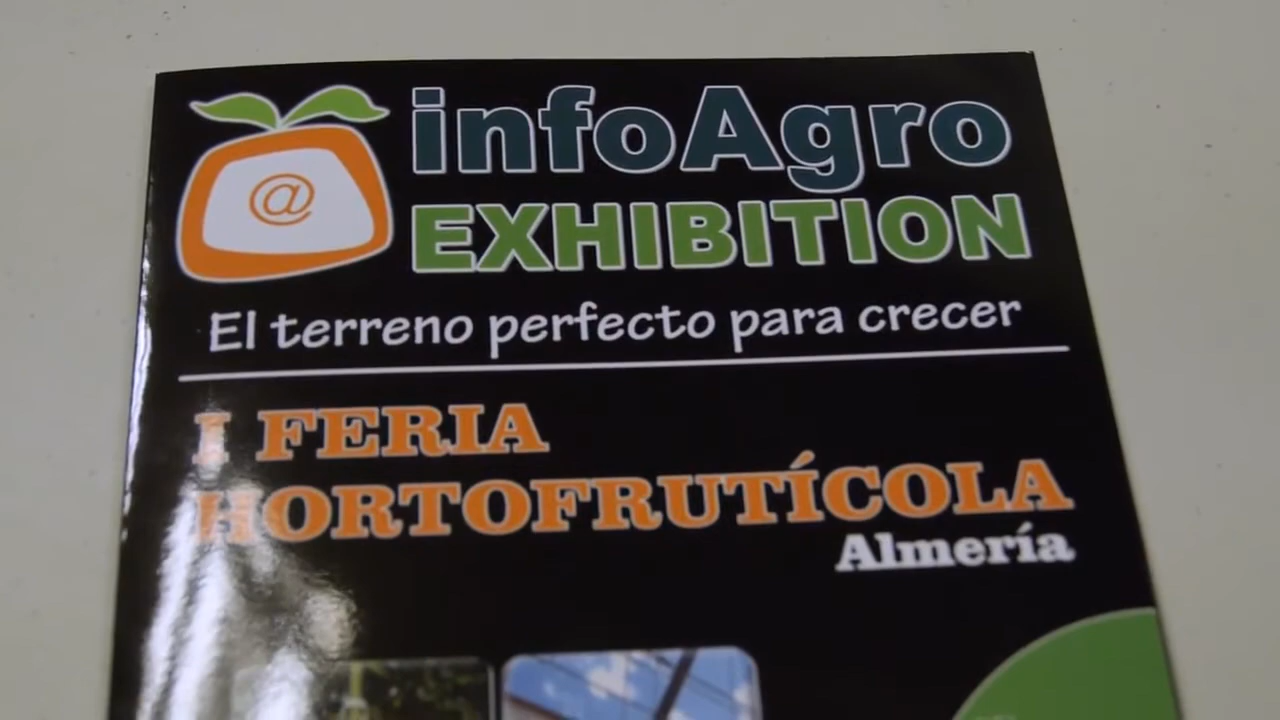 @
infoAgro
EXHIBITION
El terreno perfecto para crecer
I FERIA
HORTOFRUTÍCOLA
Almería